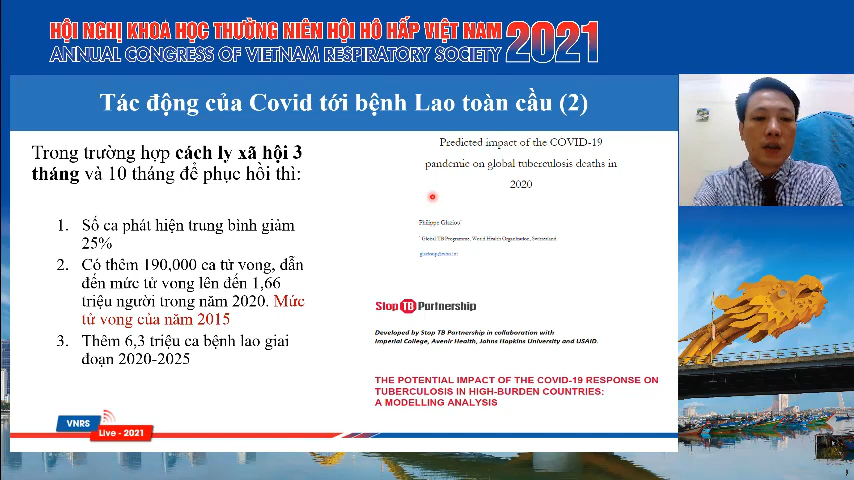 HỘI NGHỊ KHOA HỌC THƯỜNG NIÊN HỘI HÔ HẤP VIỆT NAM
ANNUAL CONGRESS OF VIETNAM RESPIRATORY SOCIETY
2021
Tác động của Covid tới bệnh Lao toàn cầu (2)
Trong trường hợp cách ly xã hội 3
tháng và 10 tháng để phục hồi thì:
1. Số ca phát hiện trung bình giảm
25%
2. Có thêm 190,000 ca tử vong, dẫn
đến mức tử vong lên đến 1,66
triệu người trong năm 2020. Mức
tử vong của năm 2015
3. Thêm 6,3 triệu ca bệnh lao giai
đoạn 2020-2025
Predicted impact of the COVID-19
pandemic on global tuberculosis deaths in
2020
Philippe Glaziou
Global TB Programme, World Health Organization, Switzerland
Stop TB Partnership
Developed by Stop TB Partnership in collaboration with
Imperial College, Avenir Health, Johns Hopkins University and USAID.
THE POTENTIAL IMPACT OF THE COVID-19 RESPONSE ON
TUBERCULOSIS IN HIGH-BURDEN COUNTRIES:
A MODELLING ANALYSIS
VNRS
Live - 2021